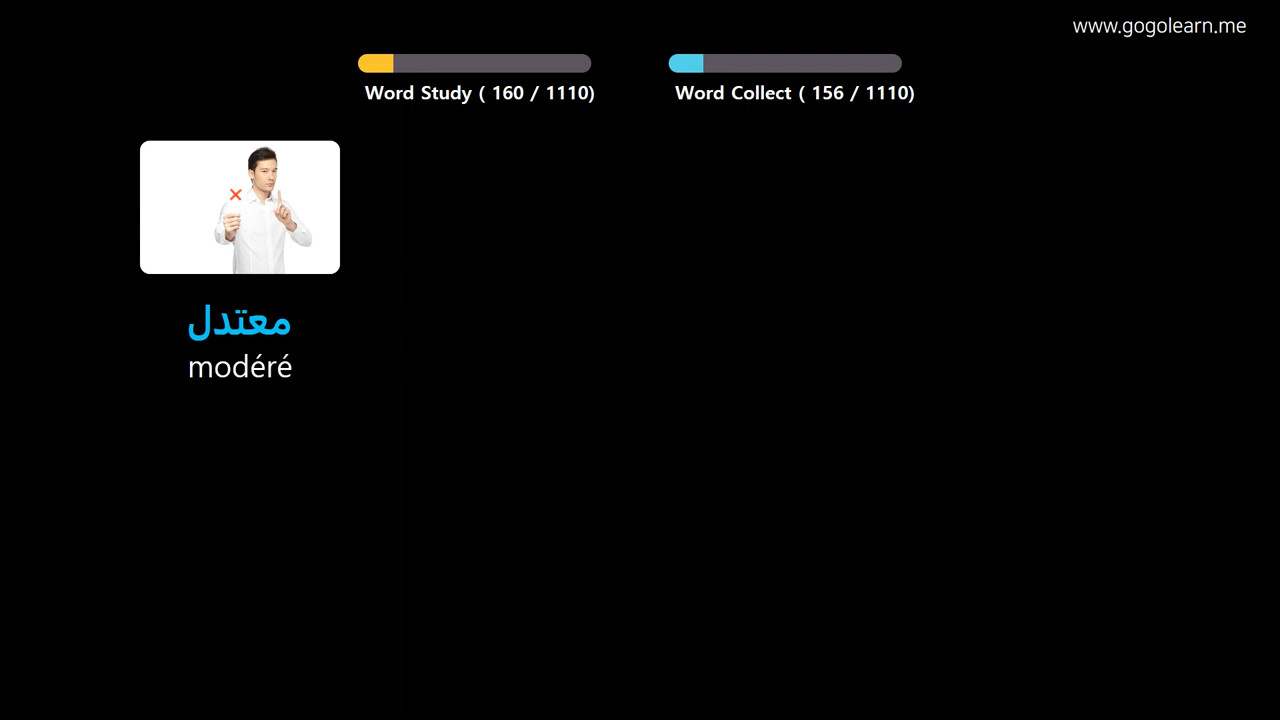 www.gogolearn.me
Word Study ( 160 / 1110)
Word Collect ( 156 / 1110)
معتدل
modéré